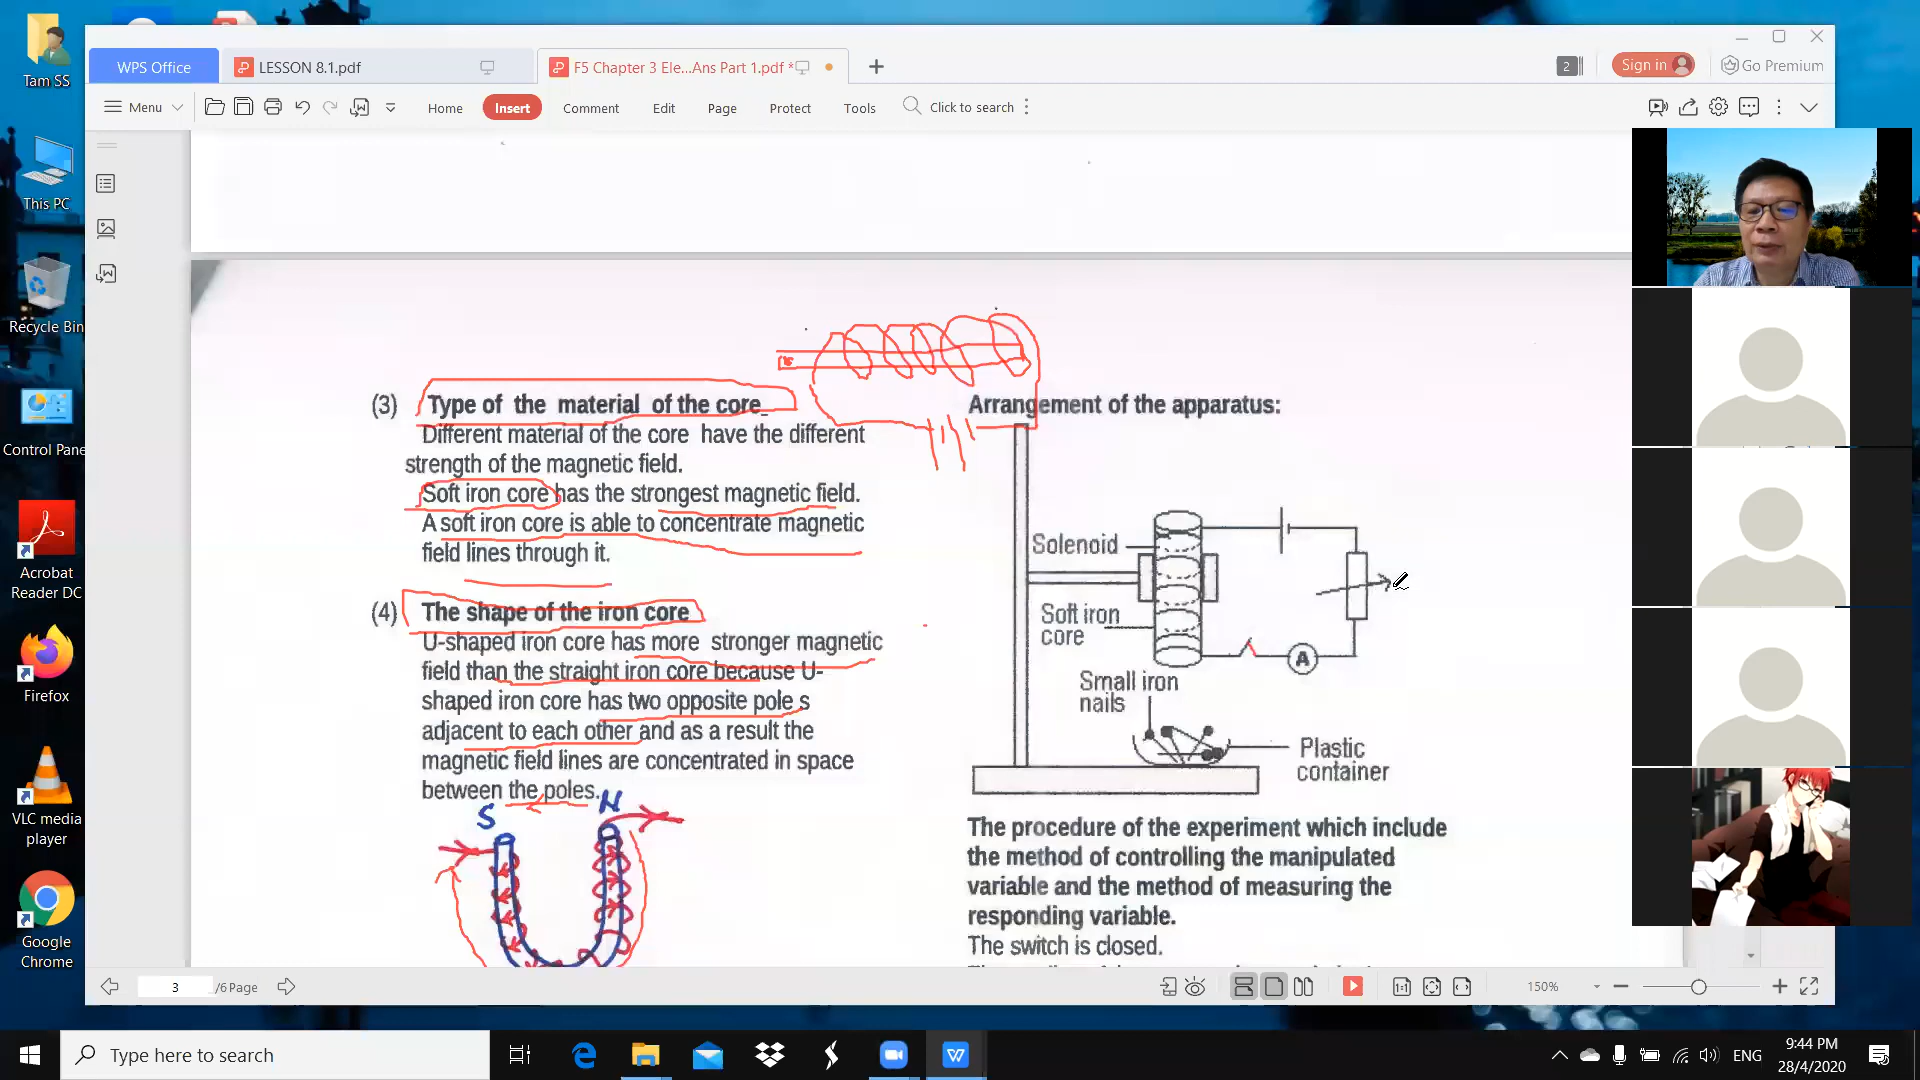 Tam SS
This PC
Recycle Bin
Control Pane
Acrobat
Reader DC
Firefox
VLC media
player
Google
Chrome
WPS Office
LESSON 8.1.pdf
F5 Chapter 3 Ele...Ans Part 1.pdf *
2
Sign in
Go Premium
Menu
Home
Insert
Comment
Edit
Page
Protect
Tools
Click to search
(3) Type of the material of the core
Different material of the core have the different
strength of the magnetic field.
Soft iron core has the strongest magnetic field.
A soft iron core is able to concentrate magnetic
field lines through it.
(4) The shape of the iron core
U-shaped iron core has more stronger magnetic
field than the straight iron core because U-
shaped iron core has two opposite pole s
adjacent to each other and as a result the
magnetic field lines are concentrated in space
between the poles.
S N
Arrangement of the apparatus:
Solenoid
Soft iron
core
A
Small iron
nails
Plastic
container
The procedure of the experiment which include
the method of controlling the manipulated
variable and the method of measuring the
responding variable.
The switch is closed.
3 /6Page
150%
Type here to search
ENG
9:44 PM
28/4/2020